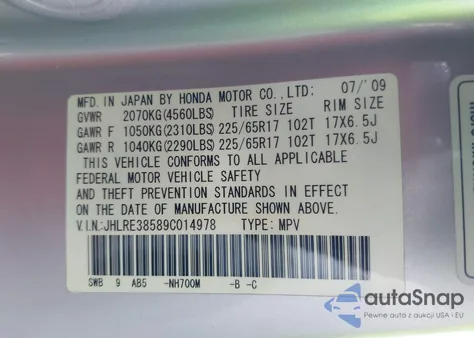 MFD. IN JAPAN BY HONDA MOTOR CO.,LTD: 07/'09
GVWR 2070KG(4560LBS) TIRE SIZE RIM SIZE
GAWR F 1050KG(2310LBS) 225/65R17 102T 17X6.5J
GAWR R 1040KG(2290LBS) 225/65R17 102T 17X6.5J
THIS VEHICLE CONFORMS TO ALL APPLICABLE
FEDERAL MOTOR VEHICLE SAFETY
AND THEFT PREVENTION STANDARDS IN EFFECT
ON THE DATE OF MANUFACTURE SHOWN ABOVE.
V.I.N:JHLRE38589C014978 TYPE: MPV
SWB 9 AB5 -NH700M -B -C
autoSnap
Pewne auta z aukcji USA i EU